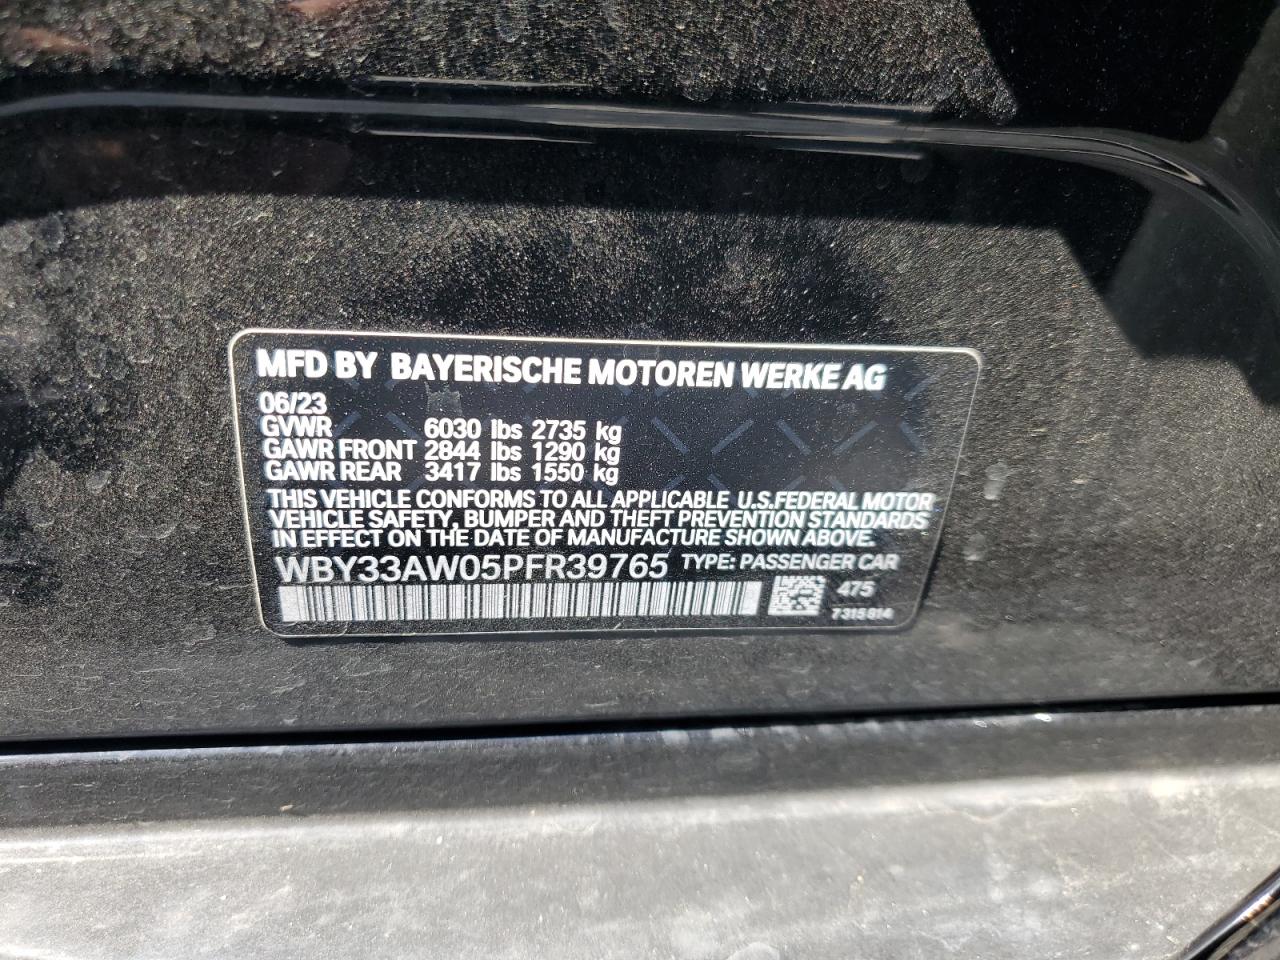 MFD BY BAYERISCHE MOTOREN WERKE AG
06/23
GVWR 6030 lbs 2735 kg
GAWR FRONT 2844 lbs 1290 kg
GAWR REAR 3417 lbs 1550 kg
THIS VEHICLE CONFORMS TO ALL APPLICABLE U.S.FEDERAL MOTOR
VEHICLE SAFETY, BUMPER AND THEFT PREVENTION STANDARDS
IN EFFECT ON THE DATE OF MANUFACTURE SHOWN ABOVE.
WBY33AW05PFR39765 TYPE: PASSENGER CAR
475
7315814